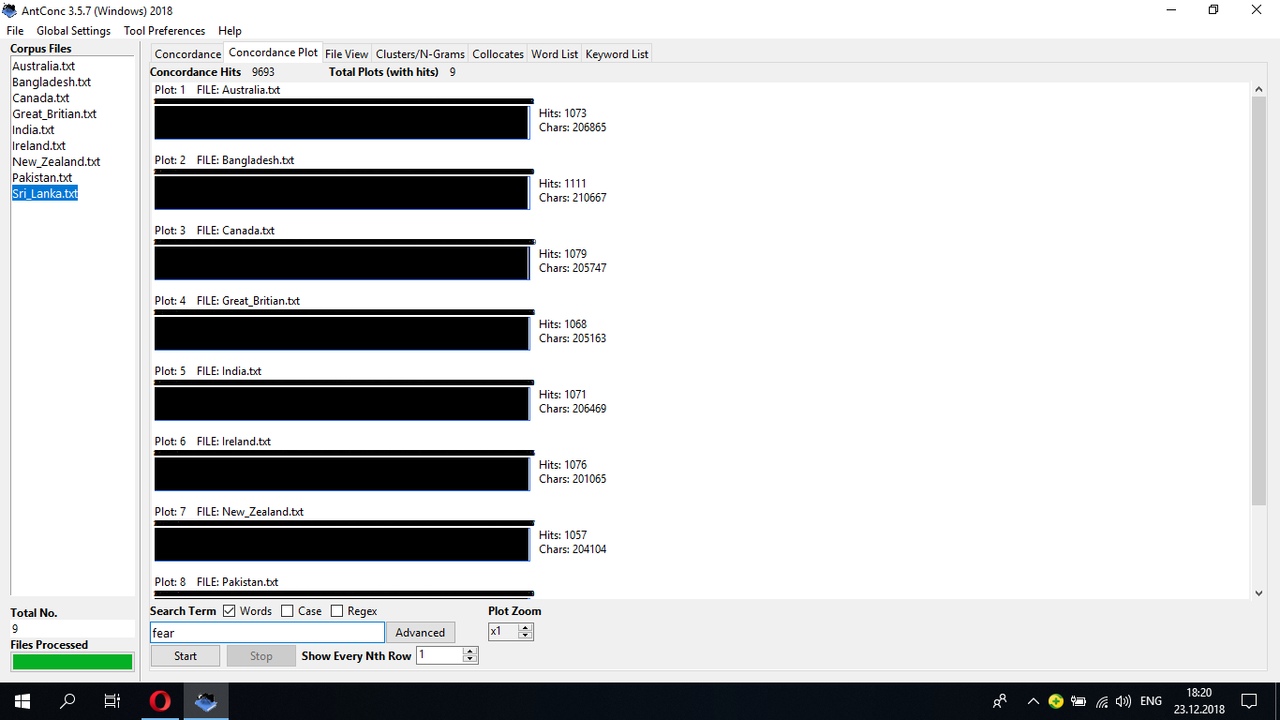 AntConc 3.5.7 (Windows) 2018
File Global Settings Tool Preferences Help
Corpus Files
Australia.txt
Bangladesh.txt
Canada.txt
Great_Britian.txt
India.txt
Ireland.txt
New_Zealand.txt
Pakistan.txt
Sri_Lanka.txt
Total No.
9
Files Processed
Concordance Concordance Plot File View Clusters/N-Grams Collocates Word List Keyword List
Concordance Hits 9693 Total Plots (with hits) 9
Plot: 1 FILE: Australia.txt
Hits: 1073
Chars: 206865
Plot: 2 FILE: Bangladesh.txt
Hits: 1111
Chars: 210667
Plot: 3 FILE: Canada.txt
Hits: 1079
Chars: 205747
Plot: 4 FILE: Great_Britian.txt
Hits: 1068
Chars: 205163
Plot: 5 FILE: India.txt
Hits: 1071
Chars: 206469
Plot: 6 FILE: Ireland.txt
Hits: 1076
Chars: 201065
Plot: 7 FILE: New_Zealand.txt
Hits: 1057
Chars: 204104
Plot: 8 FILE: Pakistan.txt
Search Term Words Case Regex Plot Zoom
fear Advanced x1
Start Stop Show Every Nth Row 1
ENG 18:20
23.12.2018